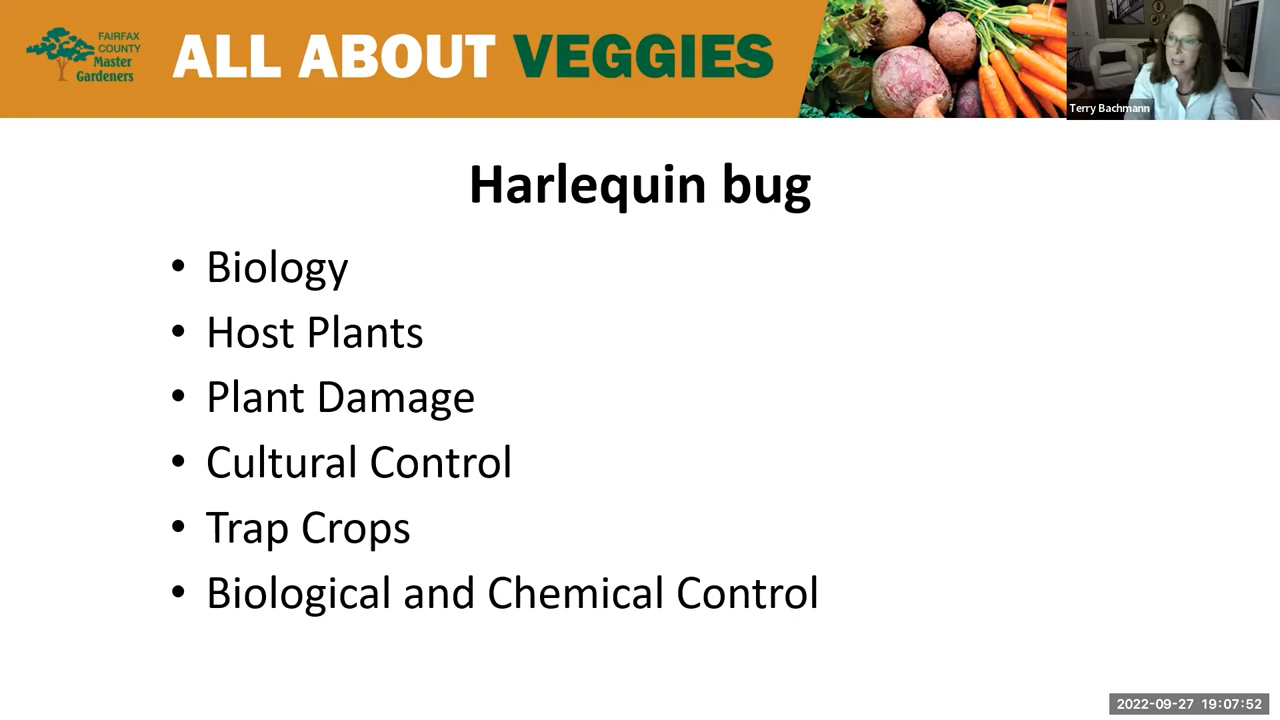 FAIRFAX
COUNTY
Master
Gardeners
ALL ABOUT VEGGIES
Terry Bachmann
Harlequin bug
• Biology
• Host Plants
• Plant Damage
• Cultural Control
• Trap Crops
• Biological and Chemical Control
2022-09-27 19:07:52